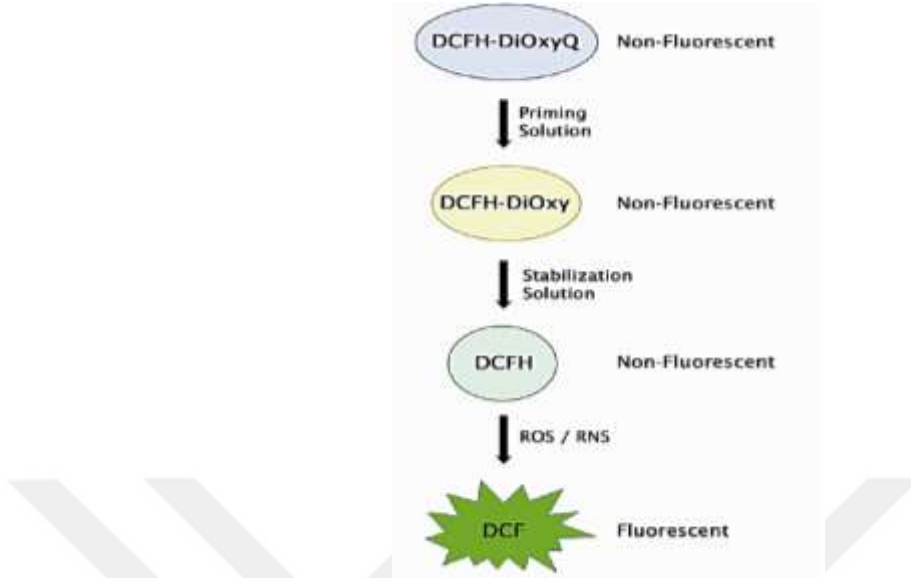 DCFH-DiOxyQ Non-Fluorescent
Priming
Solution
DCFH-DiOxy Non-Fluorescent
Stabilization
Solution
DCFH Non-Fluorescent
ROS / RNS
DCF Fluorescent